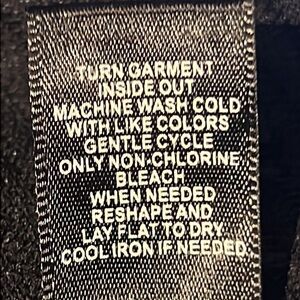 TURN GARMENT
INSIDE OUT
MACHINE WASH COLD
WITH LIKE COLORS
GENTLE CYCLE
ONLY NON-CHLORINE
BLEACH
WHEN NEEDED
RESHAPE AND
LAY FLAT TO DRY
COOL IRON IF NEEDED